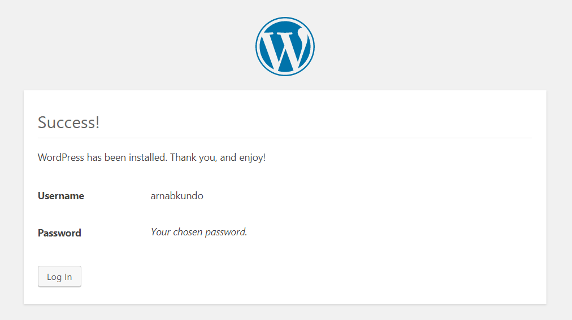 Success!
WordPress has been installed. Thank you, and enjoy!
Username arnabkundo
Password Your chosen password.
Log In